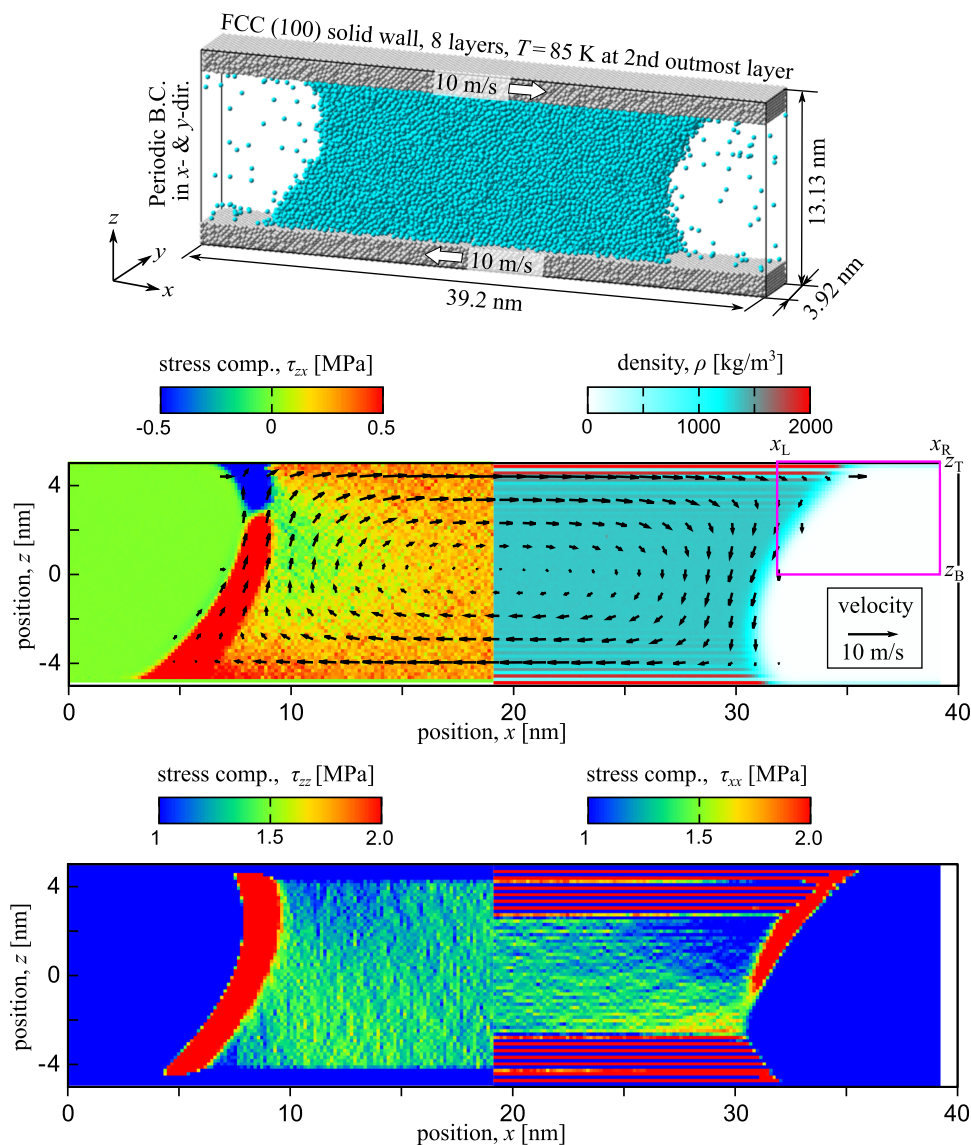 FCC (100) solid wall, 8 layers, T = 85 K at 2nd outmost layer
10 m/s
Periodic B.C.
in x- & y-dir.
13.13 nm
z
y
x
10 m/s
39.2 nm
3.92 nm
stress comp., τzx [MPa]
-0.5 0 0.5
density, ρ [kg/m³]
0 1000 2000
xL xR
zT
zB
position, z [nm]
4
0
-4
velocity
10 m/s
0 10 20 30 40
position, x [nm]
stress comp., τzz [MPa]
1 1.5 2.0
stress comp., τxx [MPa]
1 1.5 2.0
position, z [nm]
4
0
-4
0 10 20 30 40
position, x [nm]